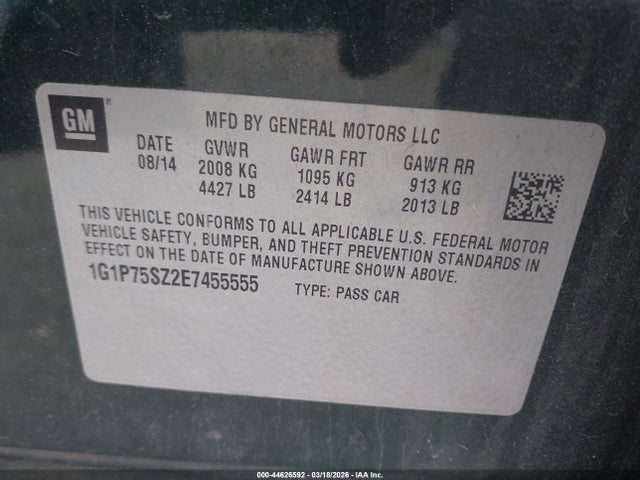 GM
MFD BY GENERAL MOTORS LLC
DATE GVWR GAWR FRT GAWR RR
08/14 2008 KG 1095 KG 913 KG
4427 LB 2414 LB 2013 LB
THIS VEHICLE CONFORMS TO ALL APPLICABLE U.S. FEDERAL MOTOR
VEHICLE SAFETY, BUMPER, AND THEFT PREVENTION STANDARDS IN
EFFECT ON THE DATE OF MANUFACTURE SHOWN ABOVE.
1G1P75SZ2E7455555 TYPE: PASS CAR
000-44626592 — 03/18/2026 — IAA Inc.